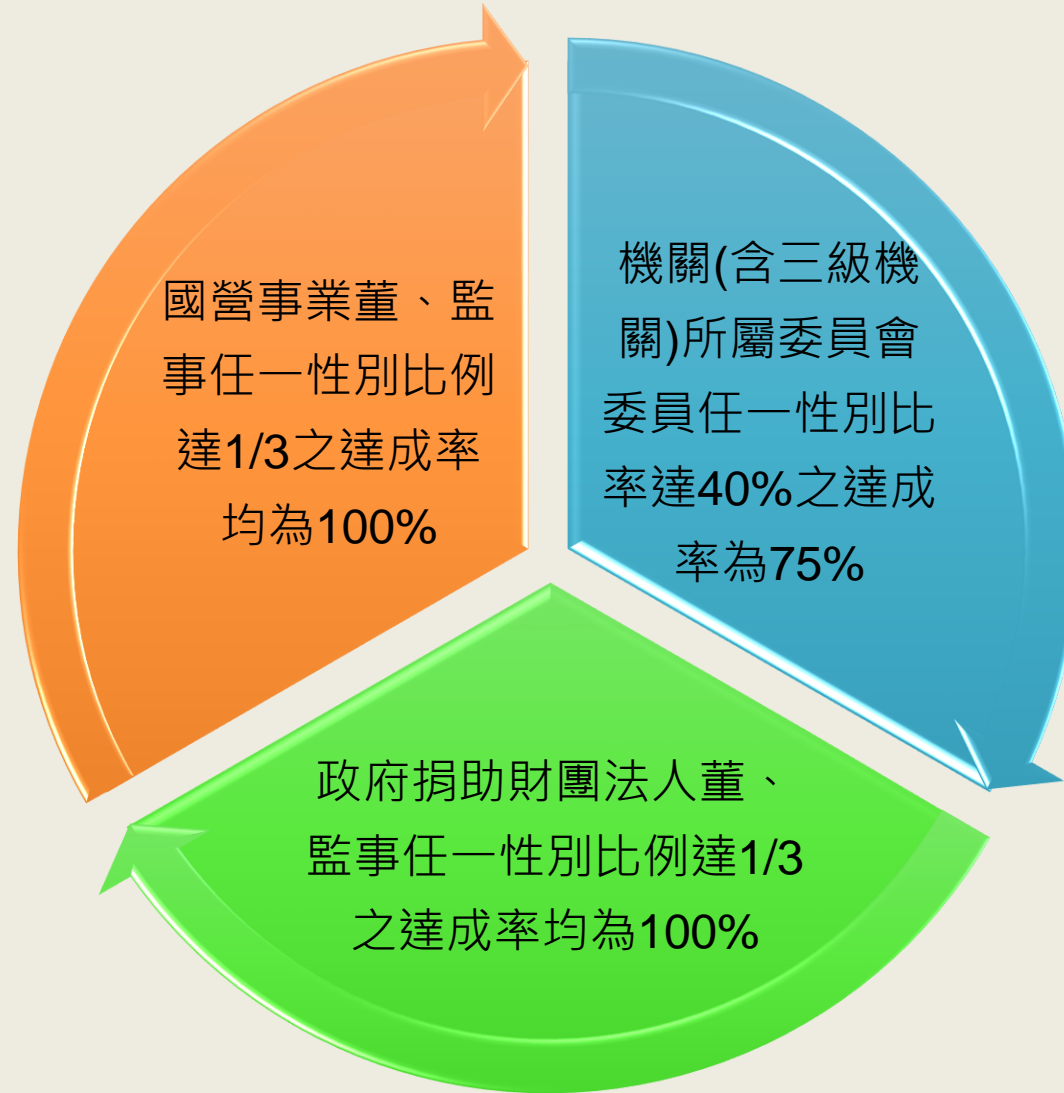 國營事業董、監
事任一性別比例
達1/3之達成率
均為100%
機關(含三級機
關)所屬委員會
委員任一性別比
率達40%之達成
率為75%
政府捐助財團法人董、
監事任一性別比例達1/3
之達成率均為100%